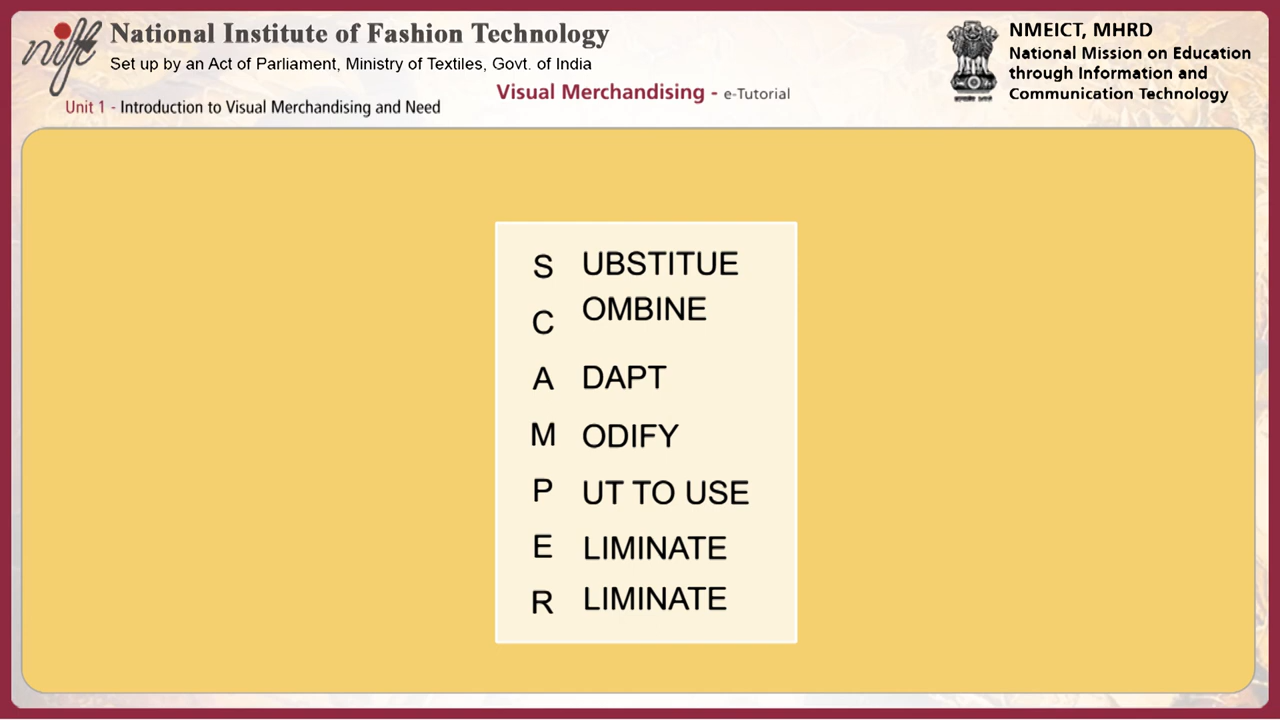 nift National Institute of Fashion Technology
Set up by an Act of Parliament, Ministry of Textiles, Govt. of India
Unit 1 - Introduction to Visual Merchandising and Need
Visual Merchandising - e-Tutorial
NMEICT, MHRD
National Mission on Education
through Information and
Communication Technology
S UBSTITUE
C OMBINE
A DAPT
M ODIFY
P UT TO USE
E LIMINATE
R LIMINATE